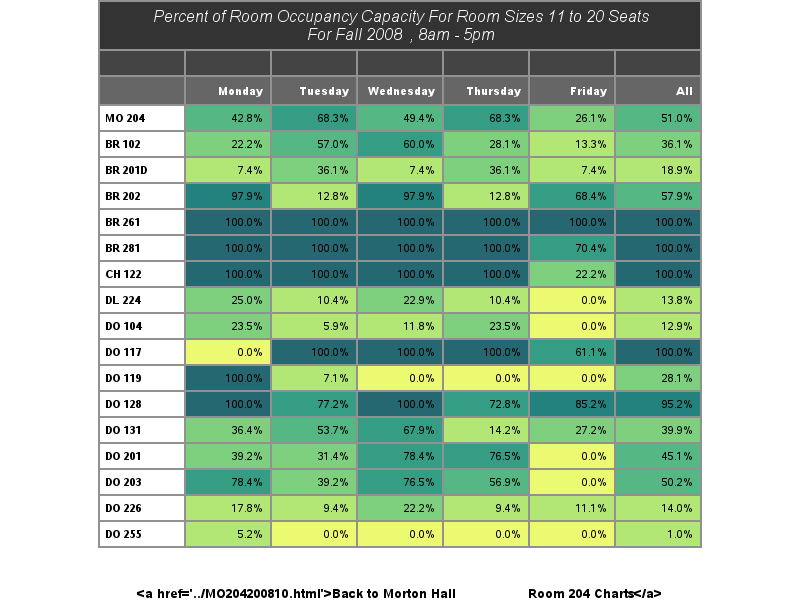 Percent of Room Occupancy Capacity For Room Sizes 11 to 20 Seats
For Fall 2008 , 8am - 5pm
Monday Tuesday Wednesday Thursday Friday All
MO 204 42.8% 68.3% 49.4% 68.3% 26.1% 51.0%
BR 102 22.2% 57.0% 60.0% 28.1% 13.3% 36.1%
BR 201D 7.4% 36.1% 7.4% 36.1% 7.4% 18.9%
BR 202 97.9% 12.8% 97.9% 12.8% 68.4% 57.9%
BR 261 100.0% 100.0% 100.0% 100.0% 100.0% 100.0%
BR 281 100.0% 100.0% 100.0% 100.0% 70.4% 100.0%
CH 122 100.0% 100.0% 100.0% 100.0% 22.2% 100.0%
DL 224 25.0% 10.4% 22.9% 10.4% 0.0% 13.8%
DO 104 23.5% 5.9% 11.8% 23.5% 0.0% 12.9%
DO 117 0.0% 100.0% 100.0% 100.0% 61.1% 100.0%
DO 119 100.0% 7.1% 0.0% 0.0% 0.0% 28.1%
DO 128 100.0% 77.2% 100.0% 72.8% 85.2% 95.2%
DO 131 36.4% 53.7% 67.9% 14.2% 27.2% 39.9%
DO 201 39.2% 31.4% 78.4% 76.5% 0.0% 45.1%
DO 203 78.4% 39.2% 76.5% 56.9% 0.0% 50.2%
DO 226 17.8% 9.4% 22.2% 9.4% 11.1% 14.0%
DO 255 5.2% 0.0% 0.0% 0.0% 0.0% 1.0%
<a href='../MO204200810.html'>Back to Morton Hall Room 204 Charts</a>